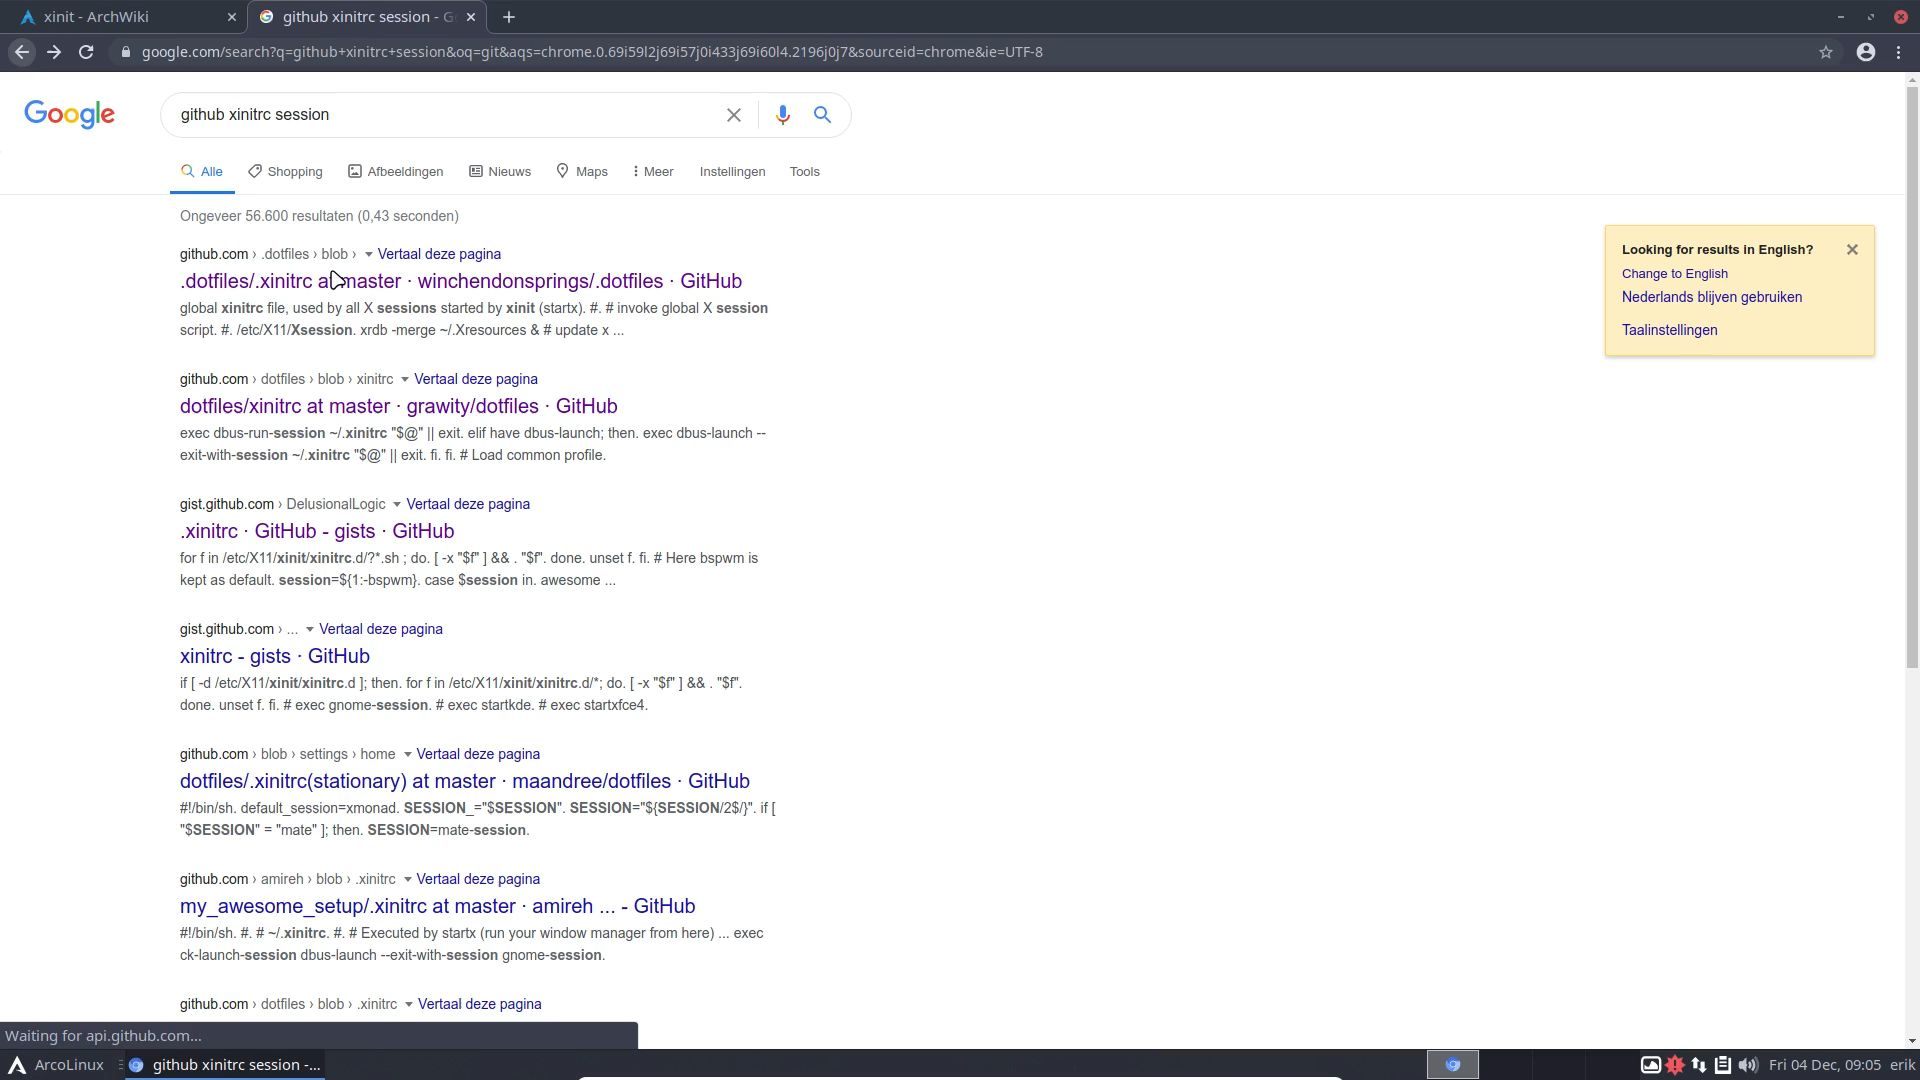 xinit - ArchWiki
github xinitrc session - G
google.com/search?q=github+xinitrc+session&oq=git&aqs=chrome.0.69i59l2j69i57j0i433j69i60l4.2196j0j7&sourceid=chrome&ie=UTF-8
Google
github xinitrc session
Alle Shopping Afbeeldingen Nieuws Maps Meer Instellingen Tools
Ongeveer 56.600 resultaten (0,43 seconden)
github.com › .dotfiles › blob › Vertaal deze pagina
.dotfiles/.xinitrc at master · winchendonsprings/.dotfiles · GitHub
global xinitrc file, used by all X sessions started by xinit (startx). #. # invoke global X session
script. #. /etc/X11/Xsession. xrdb -merge ~/.Xresources & # update x ...
github.com › dotfiles › blob › xinitrc Vertaal deze pagina
dotfiles/xinitrc at master · grawity/dotfiles · GitHub
exec dbus-run-session ~/.xinitrc "$@" || exit. elif have dbus-launch; then. exec dbus-launch --
exit-with-session ~/.xinitrc "$@" || exit. fi. fi. # Load common profile.
gist.github.com › DelusionalLogic Vertaal deze pagina
.xinitrc · GitHub - gists · GitHub
for f in /etc/X11/xinit/xinitrc.d/?*.sh ; do. [ -x "$f" ] && . "$f". done. unset f. fi. # Here bspwm is
kept as default. session=${1:-bspwm}. case $session in. awesome ...
gist.github.com › ... Vertaal deze pagina
xinitrc - gists · GitHub
if [ -d /etc/X11/xinit/xinitrc.d ]; then. for f in /etc/X11/xinit/xinitrc.d/*; do. [ -x "$f" ] && . "$f".
done. unset f. fi. # exec gnome-session. # exec startkde. # exec startxfce4.
github.com › blob › settings › home Vertaal deze pagina
dotfiles/.xinitrc(stationary) at master · maandree/dotfiles · GitHub
#!/bin/sh. default_session=xmonad. SESSION_="$SESSION". SESSION="${SESSION/2$/}". if [
"$SESSION" = "mate" ]; then. SESSION=mate-session.
github.com › amireh › blob › .xinitrc Vertaal deze pagina
my_awesome_setup/.xinitrc at master · amireh ... - GitHub
#!/bin/sh. #. # ~/.xinitrc. #. # Executed by startx (run your window manager from here) ... exec
ck-launch-session dbus-launch --exit-with-session gnome-session.
github.com › dotfiles › blob › .xinitrc Vertaal deze pagina
Looking for results in English?
Change to English
Nederlands blijven gebruiken
Taalinstellingen
Waiting for api.github.com...
ArcoLinux github xinitrc session -... Fri 04 Dec, 09:05 erik